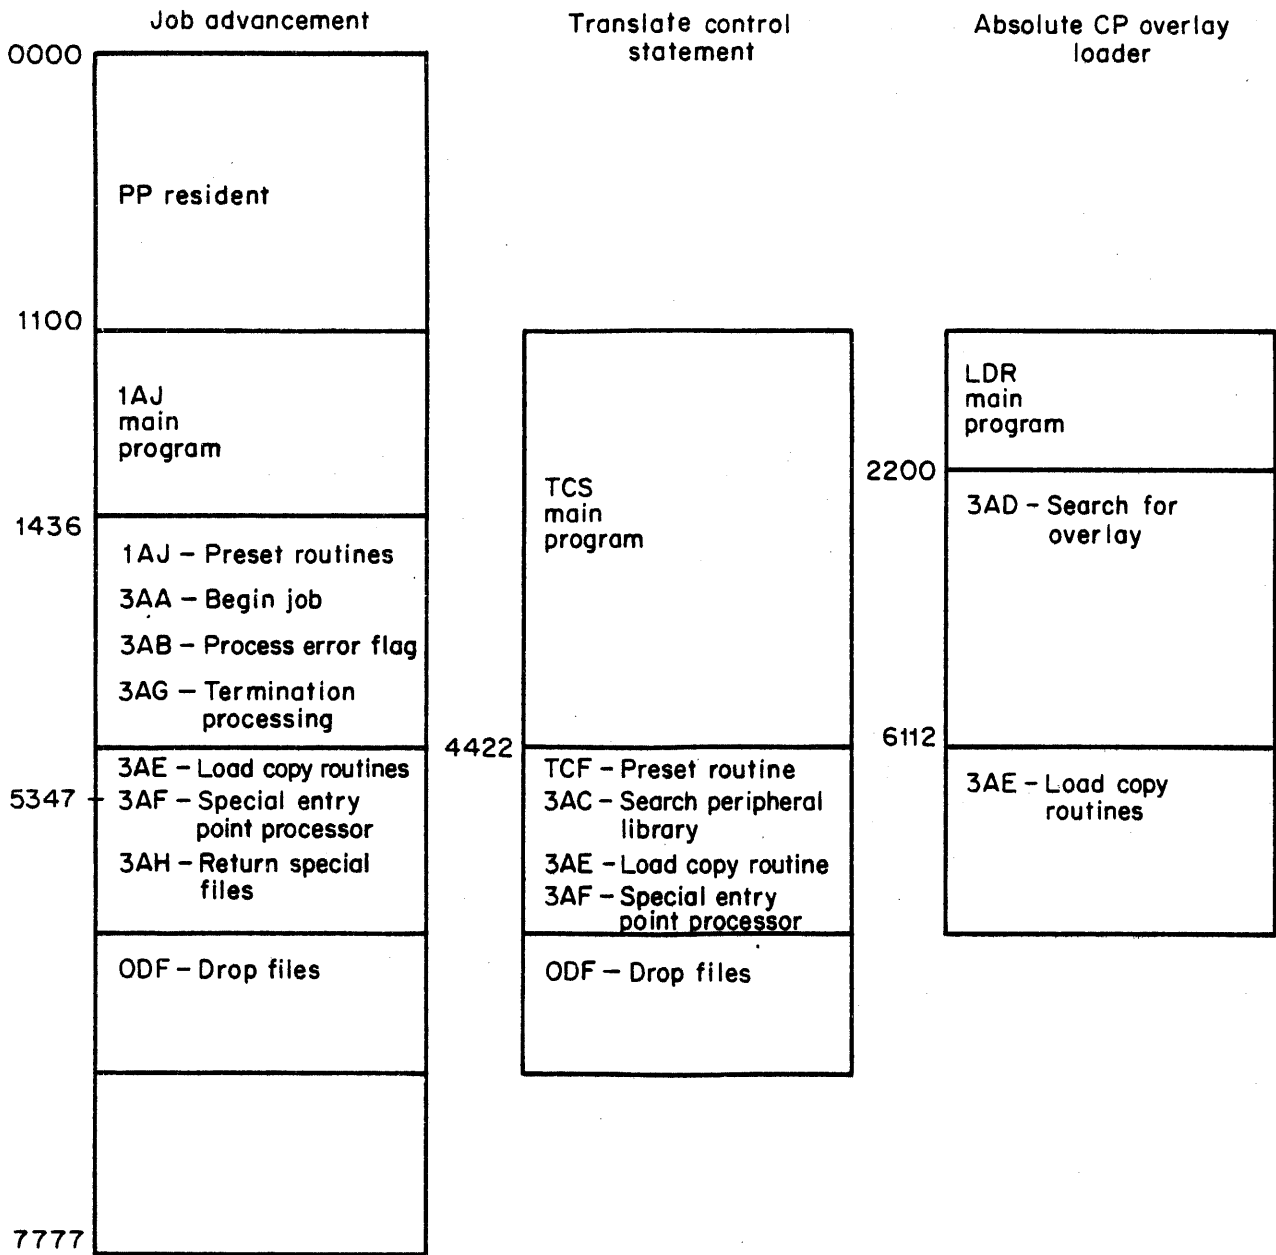 Job advancement
0000
PP resident
1100
1AJ
main
program
1436
1AJ – Preset routines
3AA – Begin job
3AB – Process error flag
3AG – Termination
processing
3AE – Load copy routines
5347
3AF – Special entry
point processor
3AH – Return special
files
ODF – Drop files
7777
Translate control
statement
TCS
main
program
4422
TCF – Preset routine
3AC – Search peripheral
library
3AE – Load copy routine
3AF – Special entry
point processor
ODF – Drop files
Absolute CP overlay
loader
LDR
main
program
2200
3AD – Search for
overlay
6112
3AE – Load copy
routines